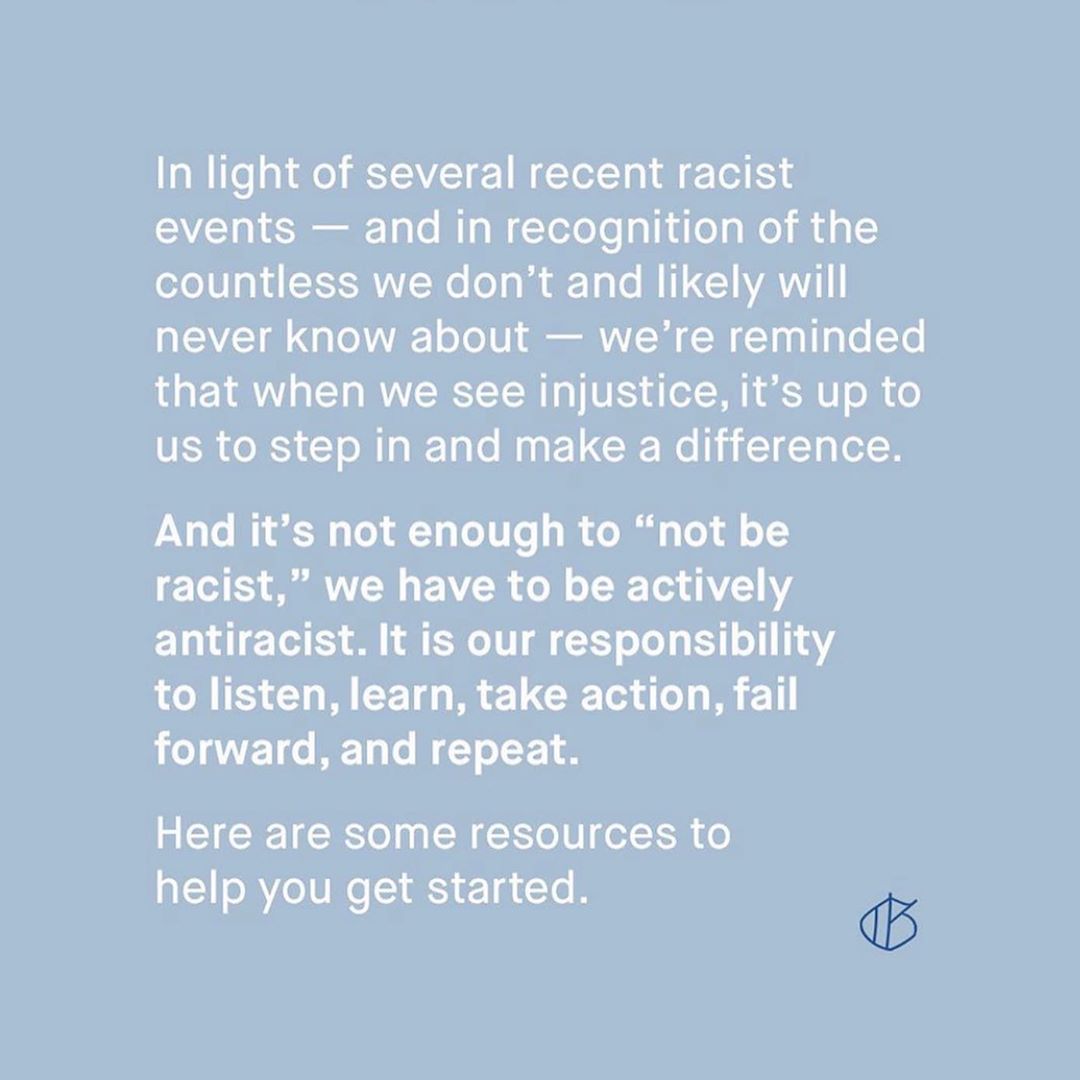 In light of several recent racist
events — and in recognition of the
countless we don’t and likely will
never know about — we’re reminded
that when we see injustice, it’s up to
us to step in and make a difference.
And it’s not enough to “not be
racist,” we have to be actively
antiracist. It is our responsibility
to listen, learn, take action, fail
forward, and repeat.
Here are some resources to
help you get started.